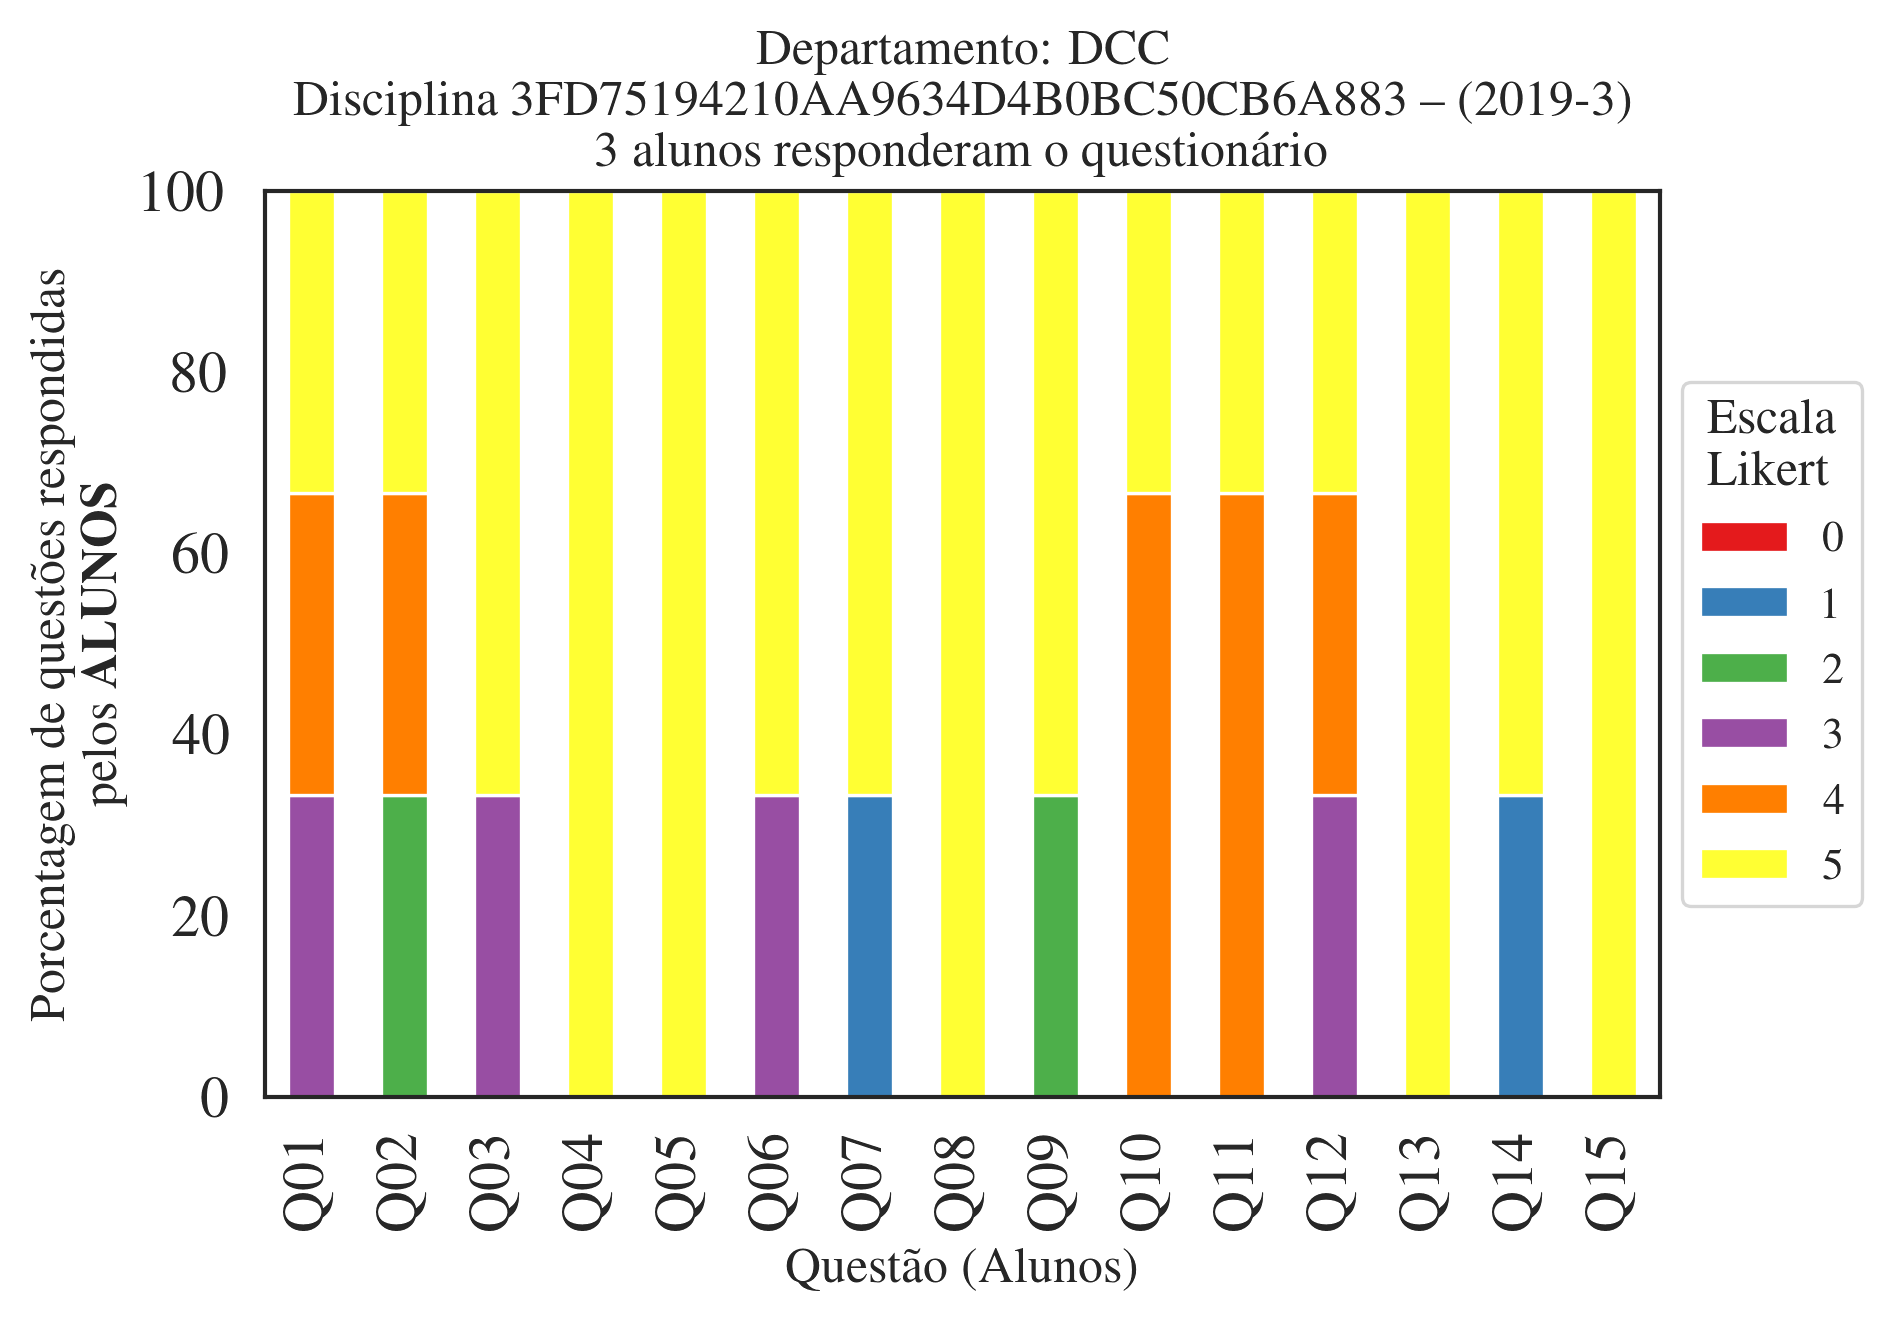 Departamento: DCC
Disciplina 3FD75194210AA9634D4B0BC50CB6A883 – (2019-3)
3 alunos responderam o questionário
Porcentagem de questões respondidas
pelos ALUNOS
100
80
60
40
20
0
Q01
Q02
Q03
Q04
Q05
Q06
Q07
Q08
Q09
Q10
Q11
Q12
Q13
Q14
Q15
Questão (Alunos)
Escala
Likert
0
1
2
3
4
5